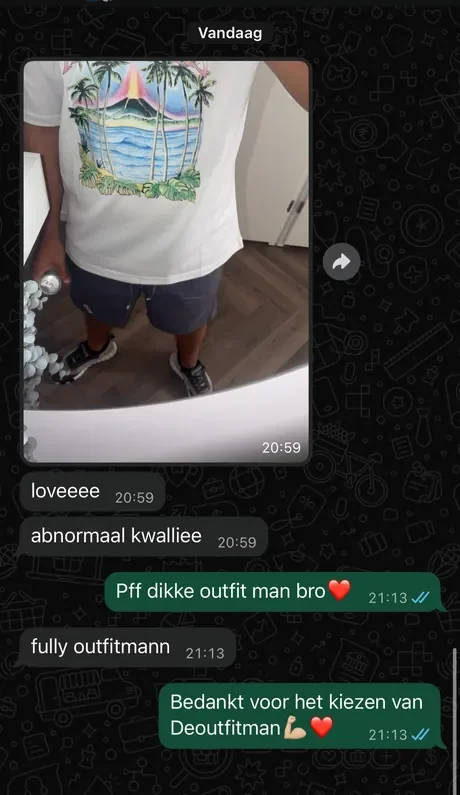 Vandaag
20:59
loveeee 20:59
abnormaal kwalliee 20:59
Pff dikke outfit man bro❤️ 21:13
fully outfitmann 21:13
Bedankt voor het kiezen van
Deoutfitman💪🏼❤️ 21:13